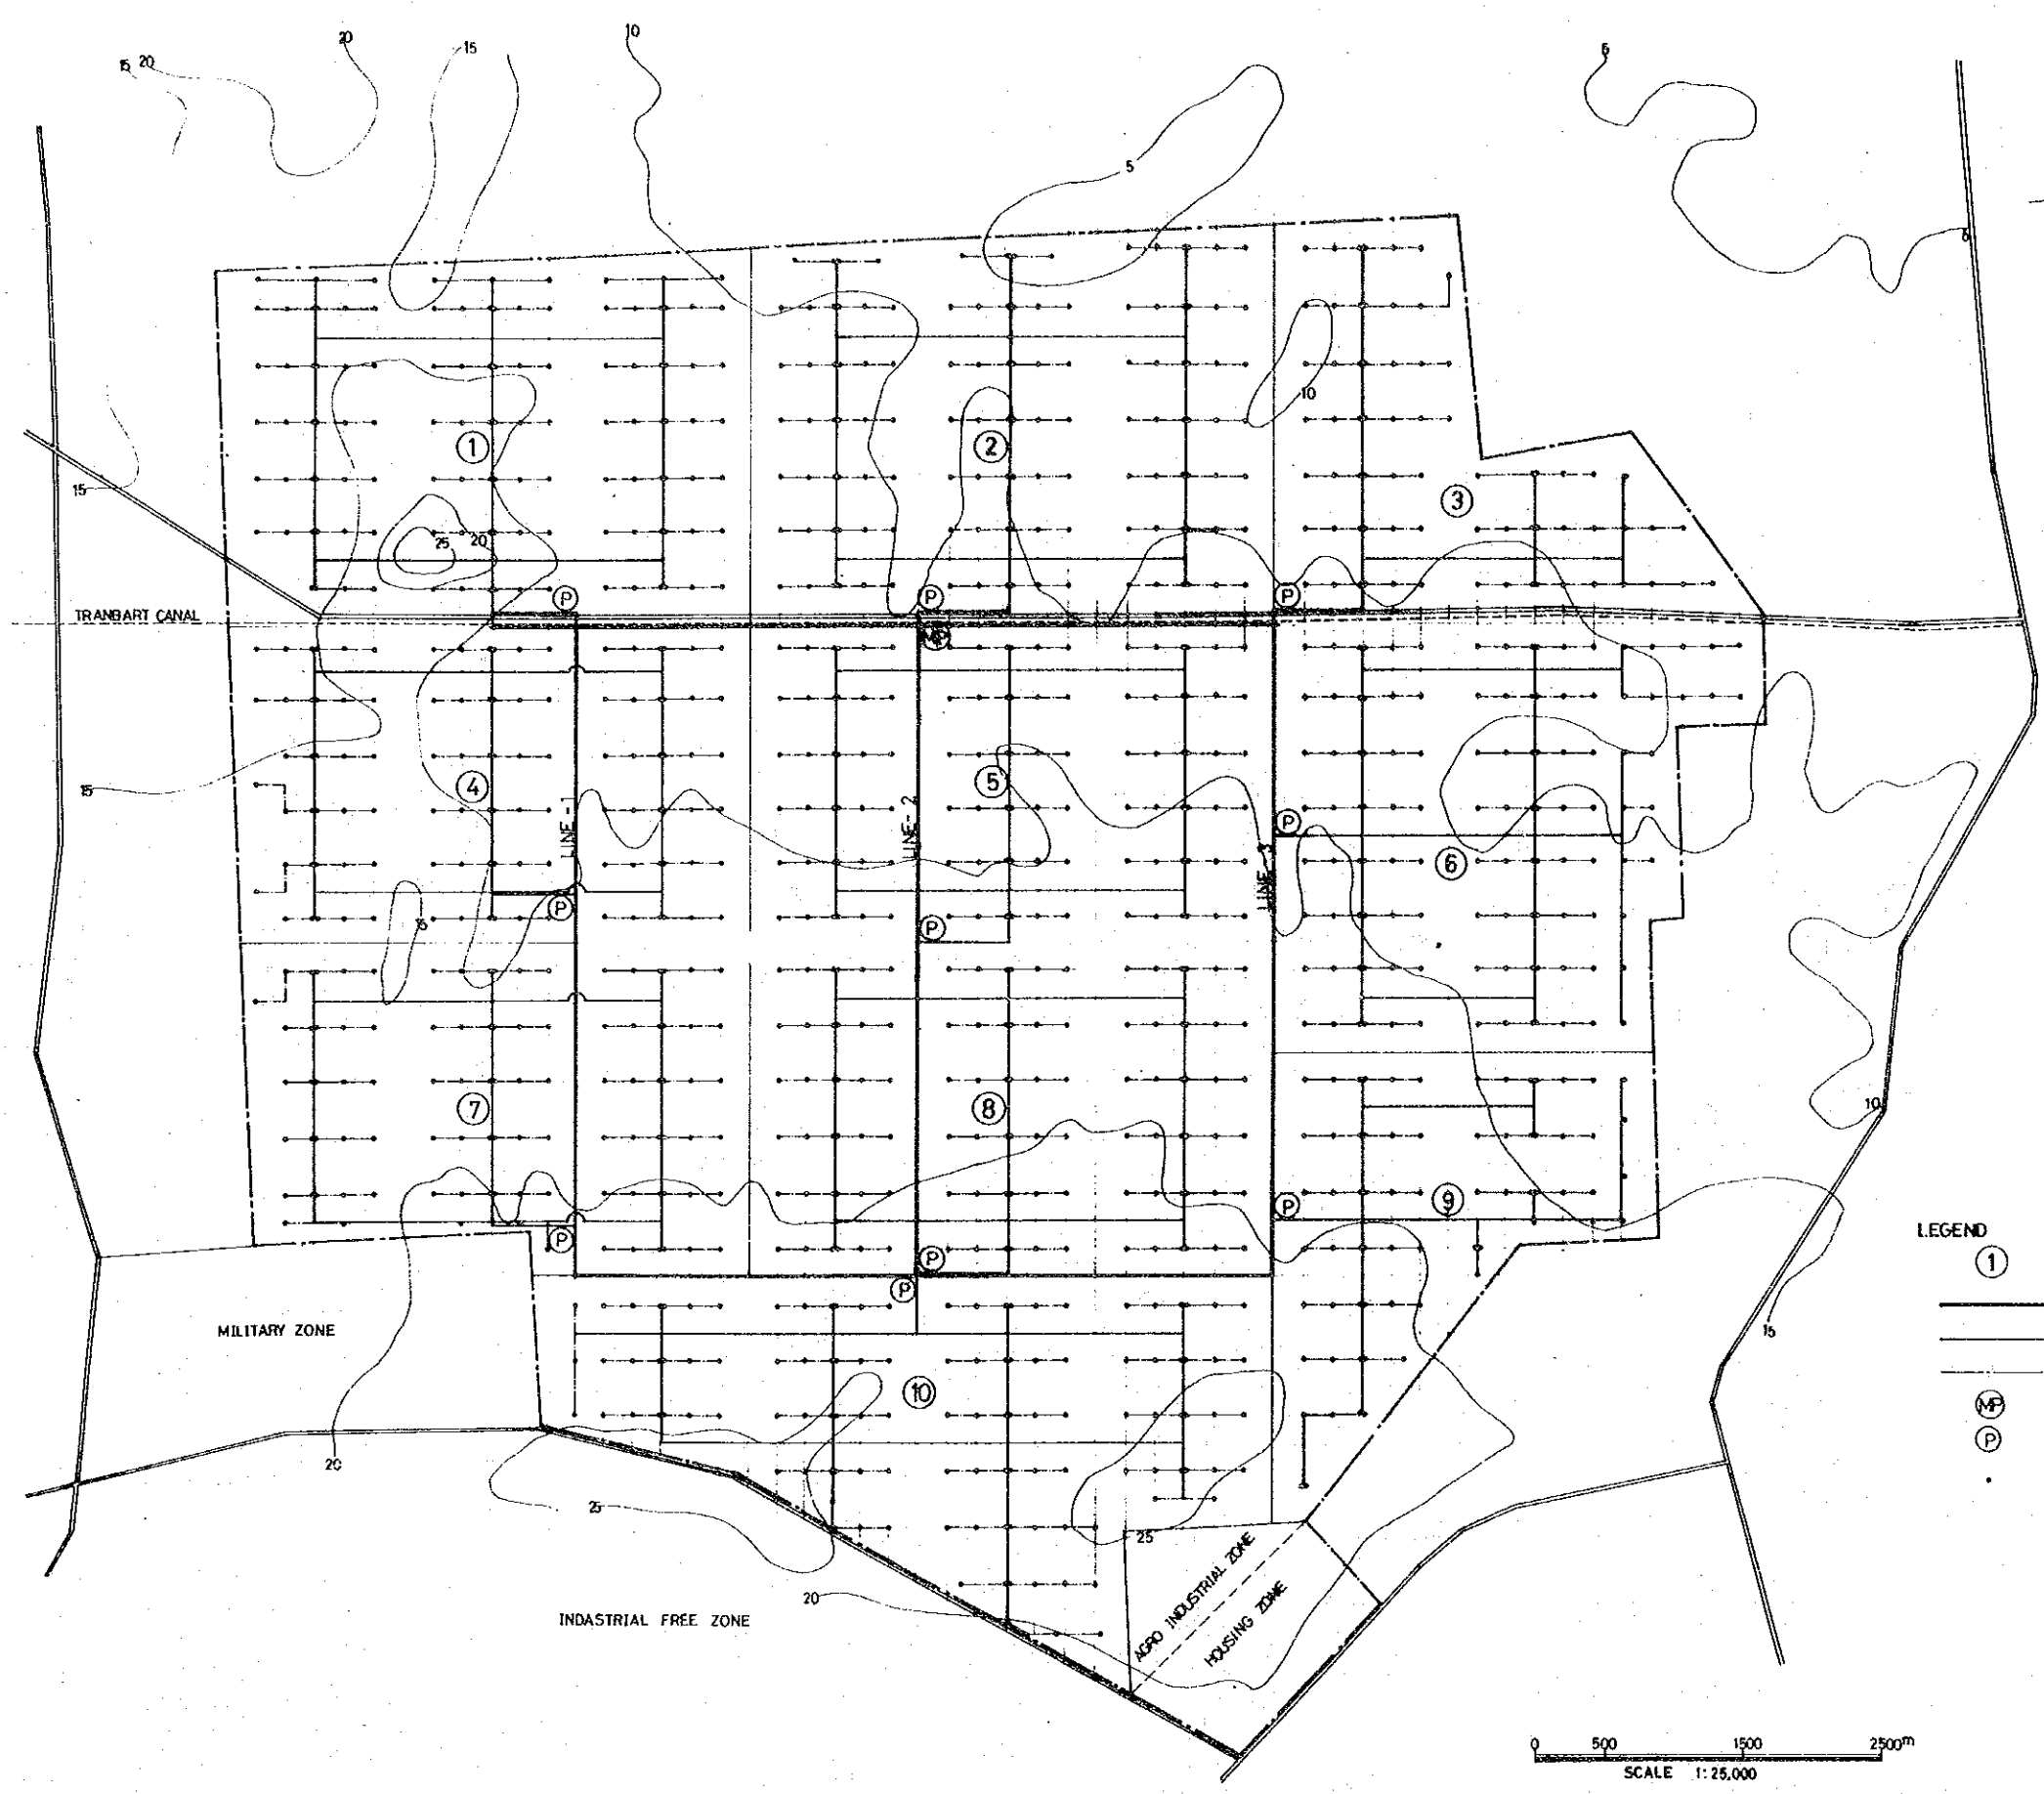 10
20
15
5
15 20
5
5
10
1
2
3
15
25
20
P
P
P
TRANBART CANAL
MP
15
4
5
LINE-1
LINE-2
LINE-3
P
6
P
15
P
7
8
10
9
P
P
P
P
LEGEND
1
MILITARY ZONE
15
10
MP
P
20
25
25
AGRO INDUSTRIAL ZONE
HOUSING ZONE
20
INDASTRIAL FREE ZONE
0 500 1500 2500m
SCALE 1:25,000